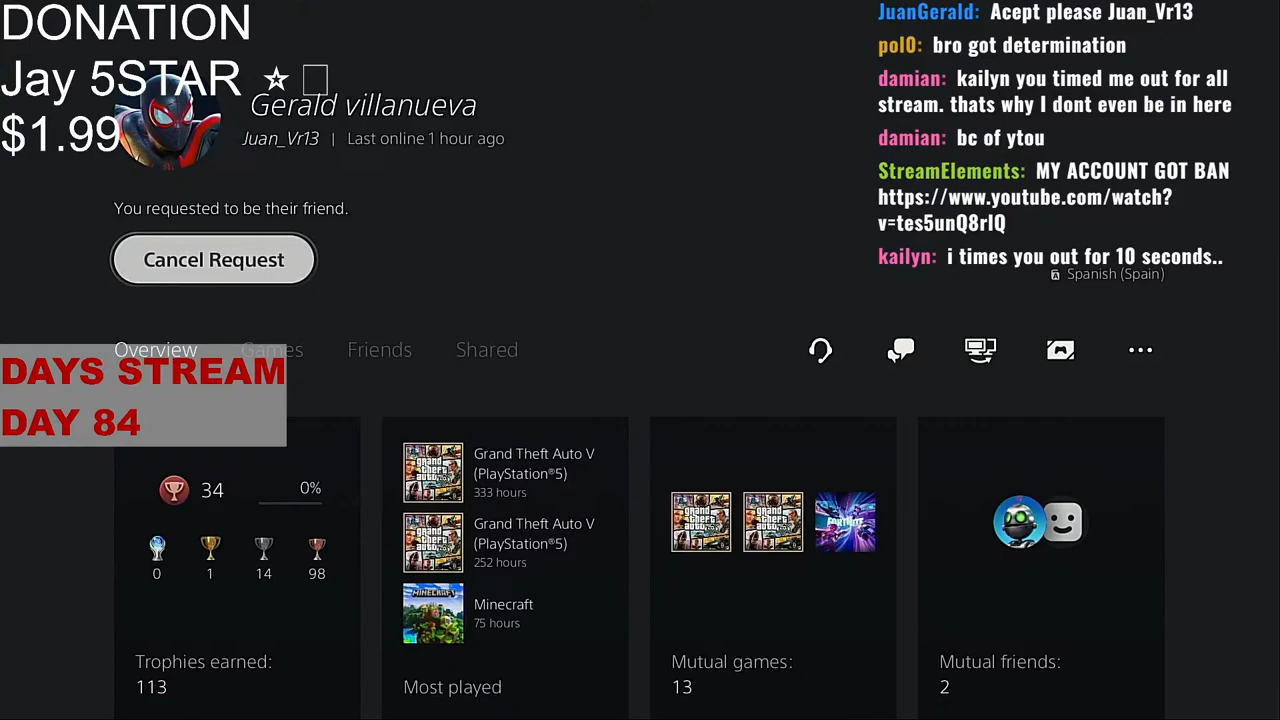 DONATION
Jay 5STAR ☆
$1.99
Gerald villanueva
Juan_Vr13 | Last online 1 hour ago
You requested to be their friend.
Cancel Request
JuanGerald: Acept please Juan_Vr13
pol0: bro got determination
damian: kailyn you timed me out for all
stream. thats why I dont even be in here
damian: bc of ytou
StreamElements: MY ACCOUNT GOT BAN
https://www.youtube.com/watch?
v=tes5unQ8rlQ
kailyn: i times you out for 10 seconds..
Spanish (Spain)
Overview Games Friends Shared
DAYS STREAM
DAY 84
34 0%
0 1 14 98
Trophies earned:
113
Grand Theft Auto V
(PlayStation®5)
333 hours
Grand Theft Auto V
(PlayStation®5)
252 hours
MINECRAFT
Minecraft
75 hours
Most played
grand
theft
auto
FORTNITE
Mutual games:
13
Mutual friends:
2